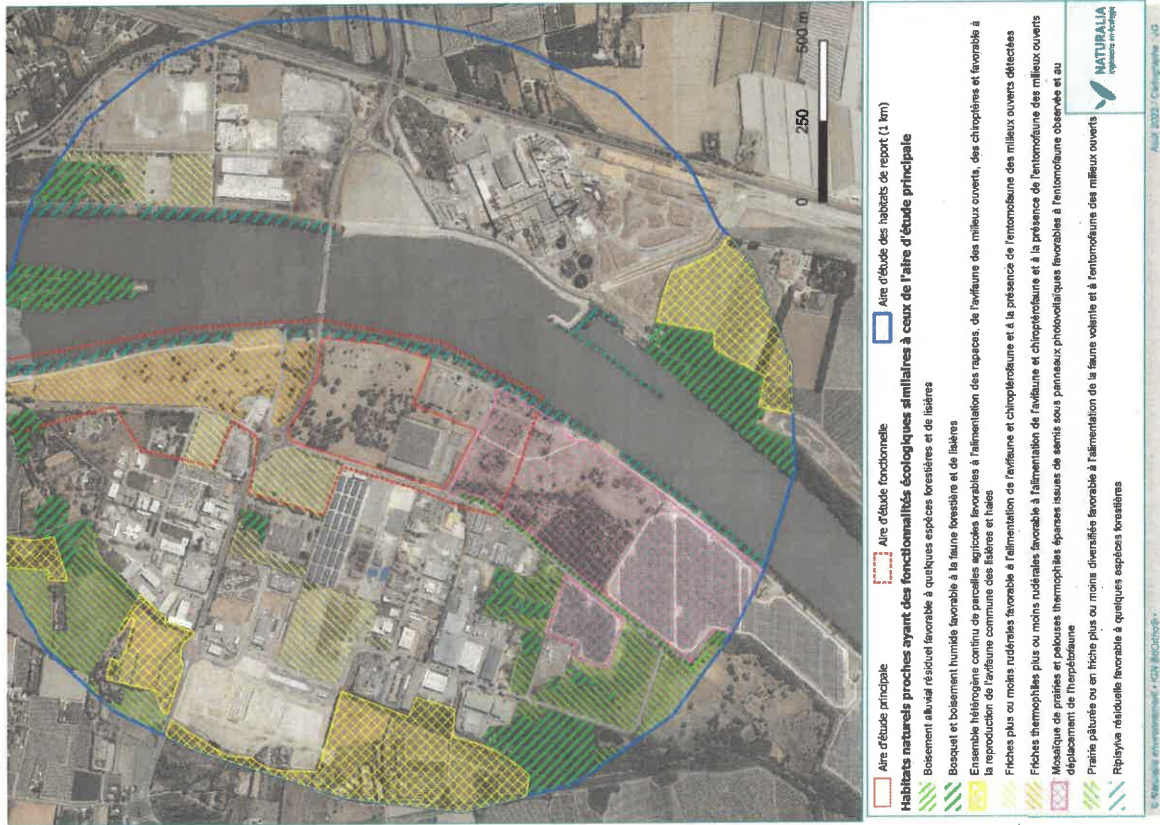 0
250
500 m
Aire d'étude principale
Aire d'étude fonctionnelle
Aire d'étude des habitats de report (1 km)
Habitats naturels proches ayant des fonctionnalités écologiques similaires à ceux de l'aire d'étude principale
Boisement alluvial résiduel favorable à quelques espèces forestières et de lisières
Bosquet et boisement humide favorable à la faune forestière et de lisières
Ensemble hétérogène continu de parcelles agricoles favorables à l'alimentation des rapaces, de l'avifaune des milieux ouverts, des chiroptères et favorable à
la reproduction de l'avifaune commune des lisières et haies
Friches plus ou moins rudérales favorable à l'alimentation de l'avifaune et chiroptérofaune et à la présence de l'entomofaune des milieux ouverts détectées
Friches thermophiles plus ou moins rudérales favorable à l'alimentation de l'avifaune et chiroptérofaune et à la présence de l'entomofaune des milieux ouverts
Mosaïque de prairies et pelouses thermophiles éparses issues de semis sous panneaux photovoltaïques favorables à l'entomofaune observée et au
déplacement de l'herpétofaune
Prairie pâturée ou en friche plus ou moins diversifiée favorable à l'alimentation de la faune volante et à l'entomofaune des milieux ouverts
Ripisylve résiduelle favorable à quelques espèces forestières
NATURALIA
Ingénierie en écologie
Août 2022